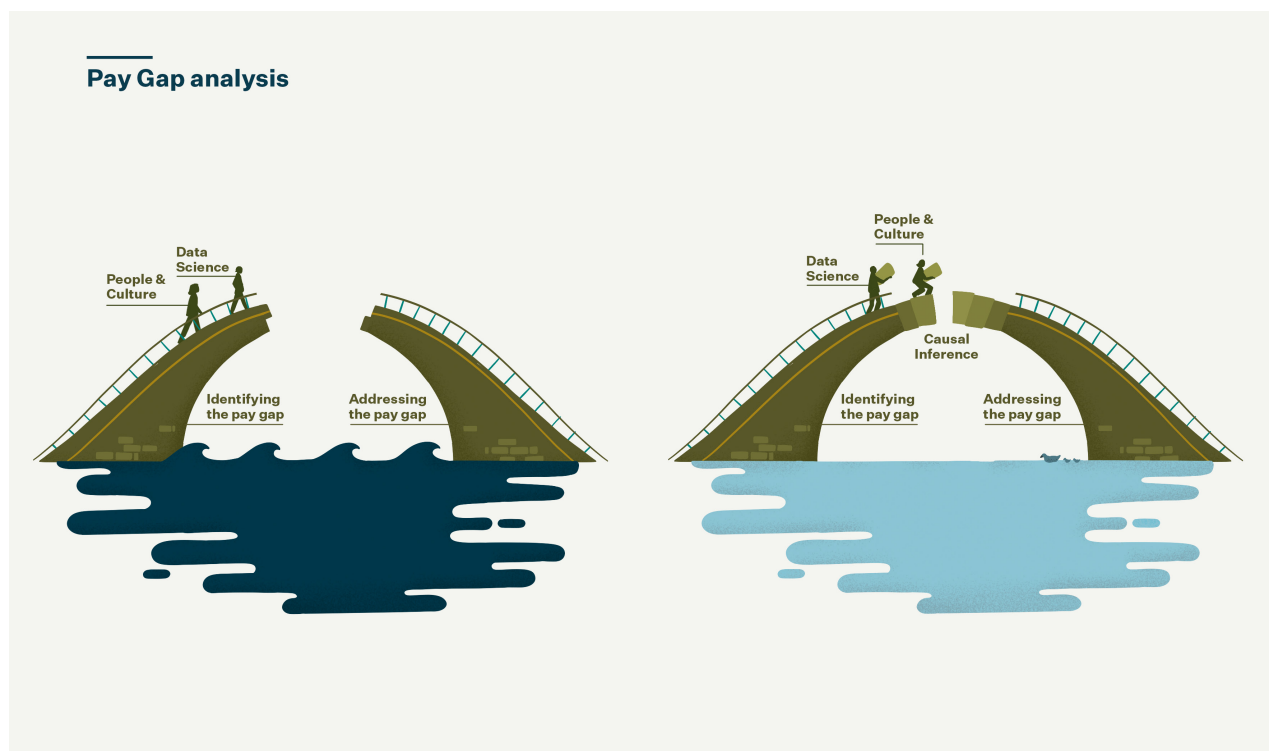 Pay Gap analysis
Data
Science
People &
Culture
Identifying
the pay gap
Addressing
the pay gap
People &
Culture
Data
Science
Causal
Inference
Identifying
the pay gap
Addressing
the pay gap